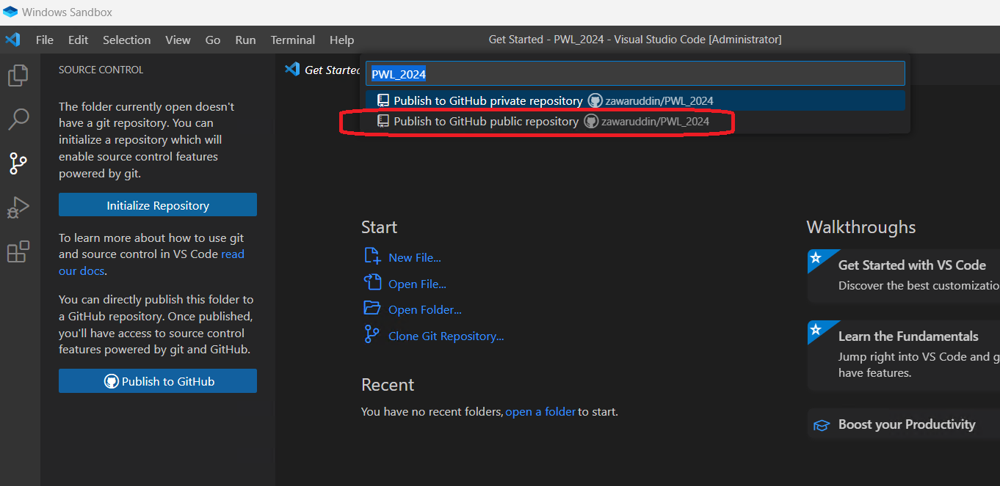 Windows Sandbox
File Edit Selection View Go Run Terminal Help
Get Started - PWL_2024 - Visual Studio Code [Administrator]
SOURCE CONTROL
The folder currently open doesn't
have a git repository. You can
initialize a repository which will
enable source control features
powered by git.
Initialize Repository
To learn more about how to use git
and source control in VS Code read
our docs.
You can directly publish this folder to
a GitHub repository. Once published,
you'll have access to source control
features powered by git and GitHub.
Publish to GitHub
Get Started
PWL_2024
Publish to GitHub private repository zawaruddin/PWL_2024
Publish to GitHub public repository zawaruddin/PWL_2024
Start
New File...
Open File...
Open Folder...
Clone Git Repository...
Recent
You have no recent folders, open a folder to start.
Walkthroughs
Get Started with VS Code
Discover the best customizatio
Learn the Fundamentals
Jump right into VS Code and g
have features.
Boost your Productivity